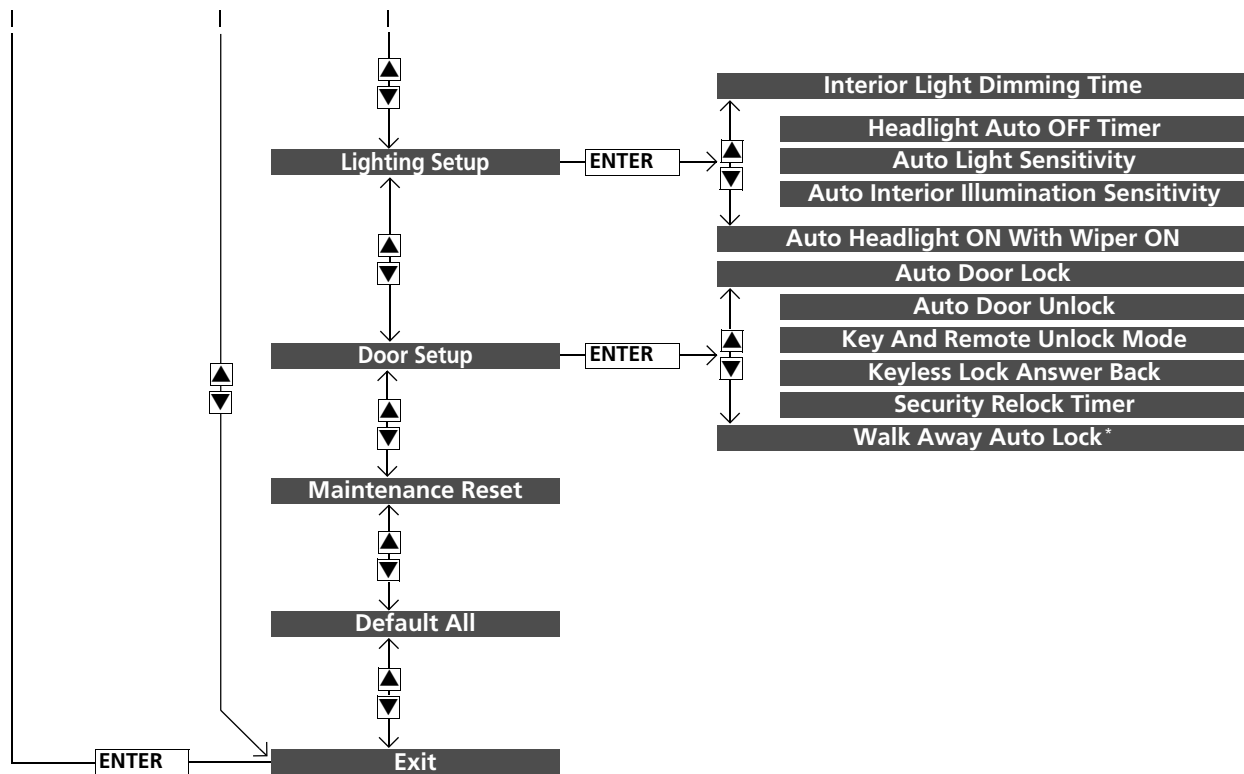 Interior Light Dimming Time
Headlight Auto OFF Timer
Lighting Setup
ENTER
Auto Light Sensitivity
Auto Interior Illumination Sensitivity
Auto Headlight ON With Wiper ON
Auto Door Lock
Auto Door Unlock
Key And Remote Unlock Mode
Door Setup
ENTER
Keyless Lock Answer Back
Security Relock Timer
Walk Away Auto Lock*
Maintenance Reset
Default All
ENTER
Exit